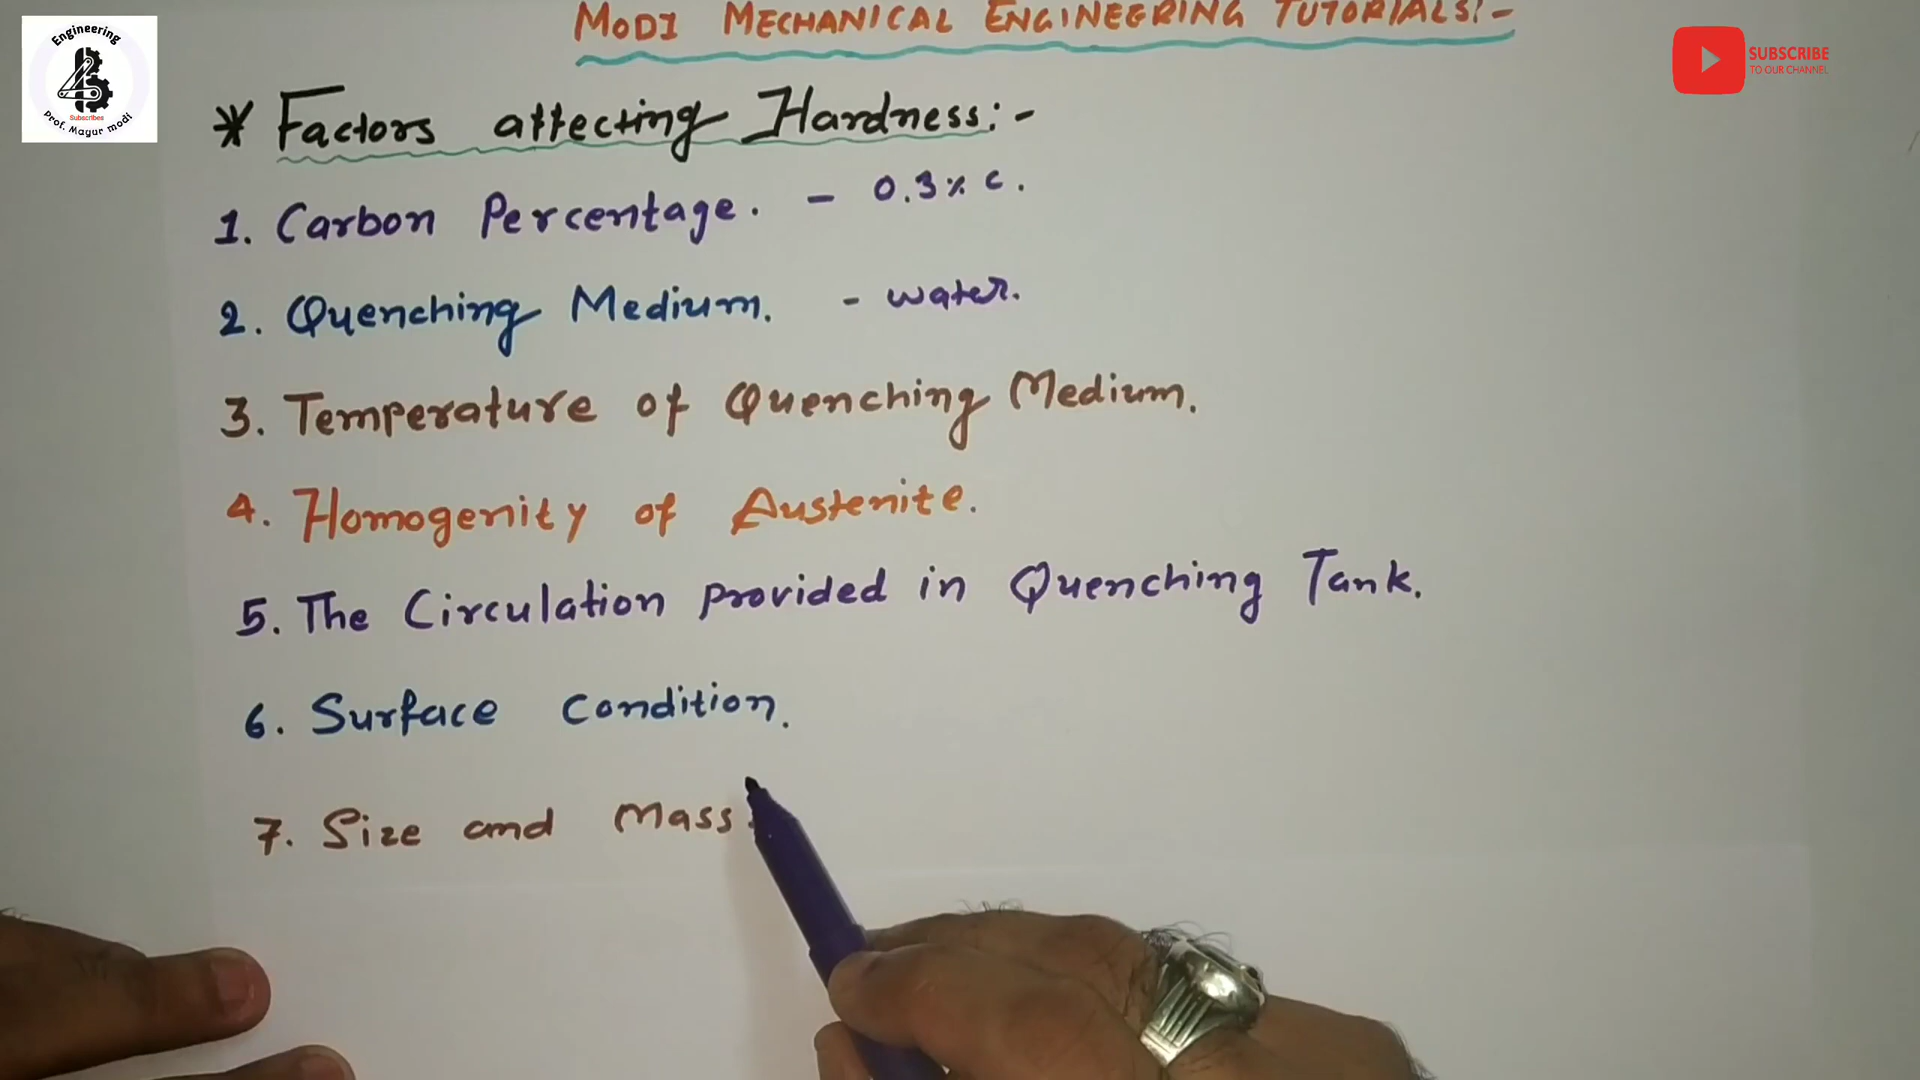 MODI MECHANICAL ENGINEERING TUTORIALS:-
Engineering
Subscribes
Prof. Mayur modi
SUBSCRIBE
TO OUR CHANNEL
* Factors affecting Hardness:-
1. Carbon Percentage. - 0.3% C.
2. Quenching Medium. - water.
3. Temperature of Quenching Medium.
4. Homogenity of Austenite.
5. The Circulation provided in Quenching Tank.
6. Surface Condition.
7. Size and Mass.